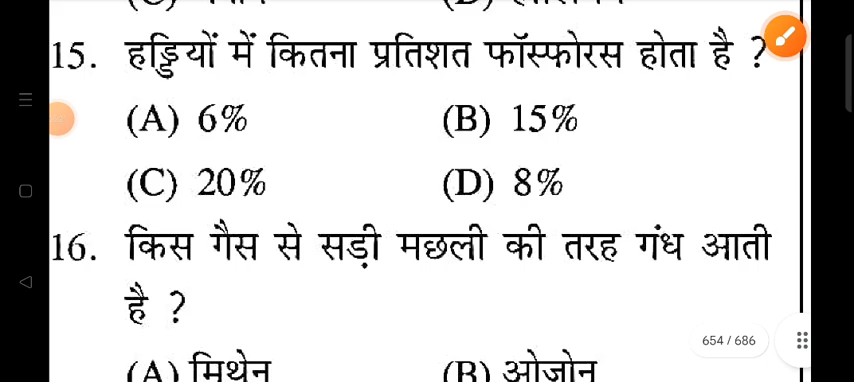 15. हड्डियों में कितना प्रतिशत फॉस्फोरस होता है ?
(A) 6% (B) 15%
(C) 20% (D) 8%
16. किस गैस से सड़ी मछली की तरह गंध आती
है ?
654 / 686
(A) मिथेन (B) ओजोन